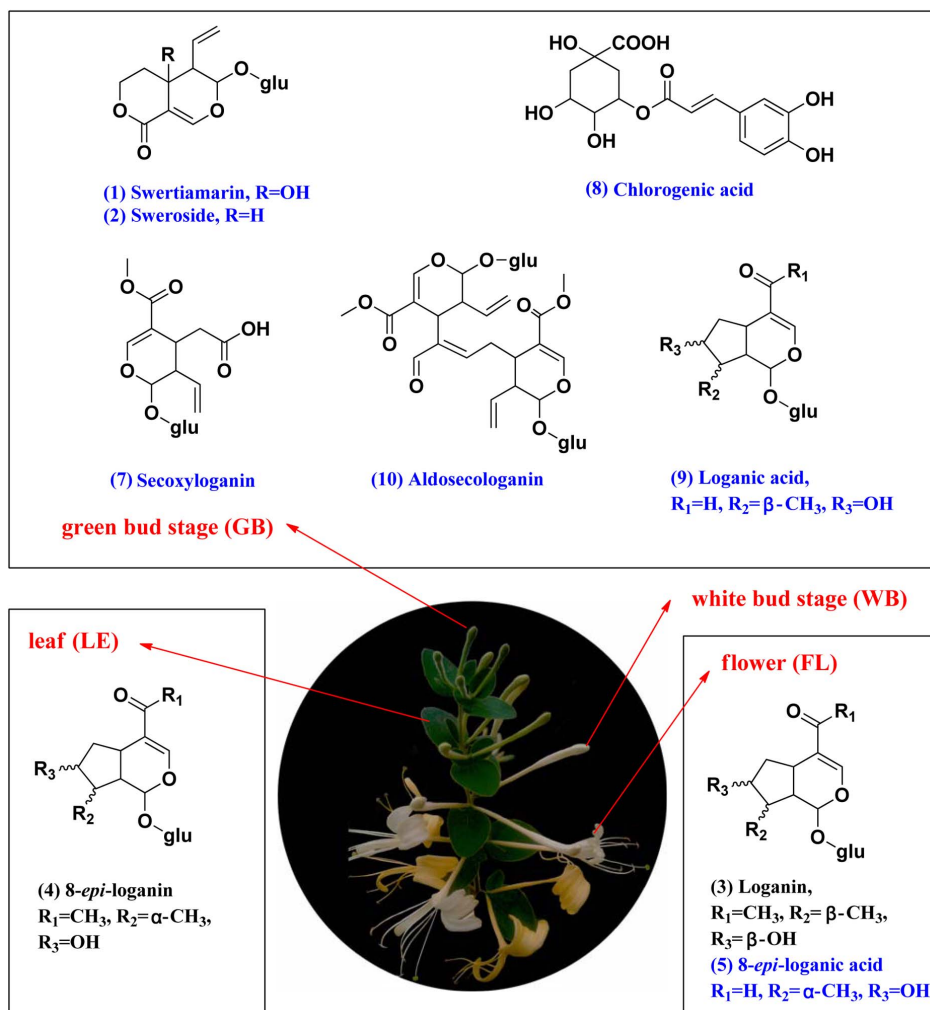 R
O
glu
O
O
O
(1) Swertiamarin, R=OH
(2) Sweroside, R=H
HO
COOH
O
HO
OH
HO
O
OH
OH
(8) Chlorogenic acid
O
O
OH
O
O
O
glu
(7) Secoxyloganin
O
O
glu
O
O
O
O
O
O
O
glu
(10) Aldosecologanin
O
R1
R3
R2
O
O
glu
(9) Loganic acid,
R1=H, R2=β-CH3, R3=OH
green bud stage (GB)
white bud stage (WB)
leaf (LE)
flower (FL)
O
R1
R3
R2
O
O
glu
(4) 8-epi-loganin
R1=CH3, R2=α-CH3,
R3=OH
O
R1
R3
R2
O
O
glu
(3) Loganin,
R1=CH3, R2=β-CH3,
R3=β-OH
(5) 8-epi-loganic acid
R1=H, R2=α-CH3, R3=OH